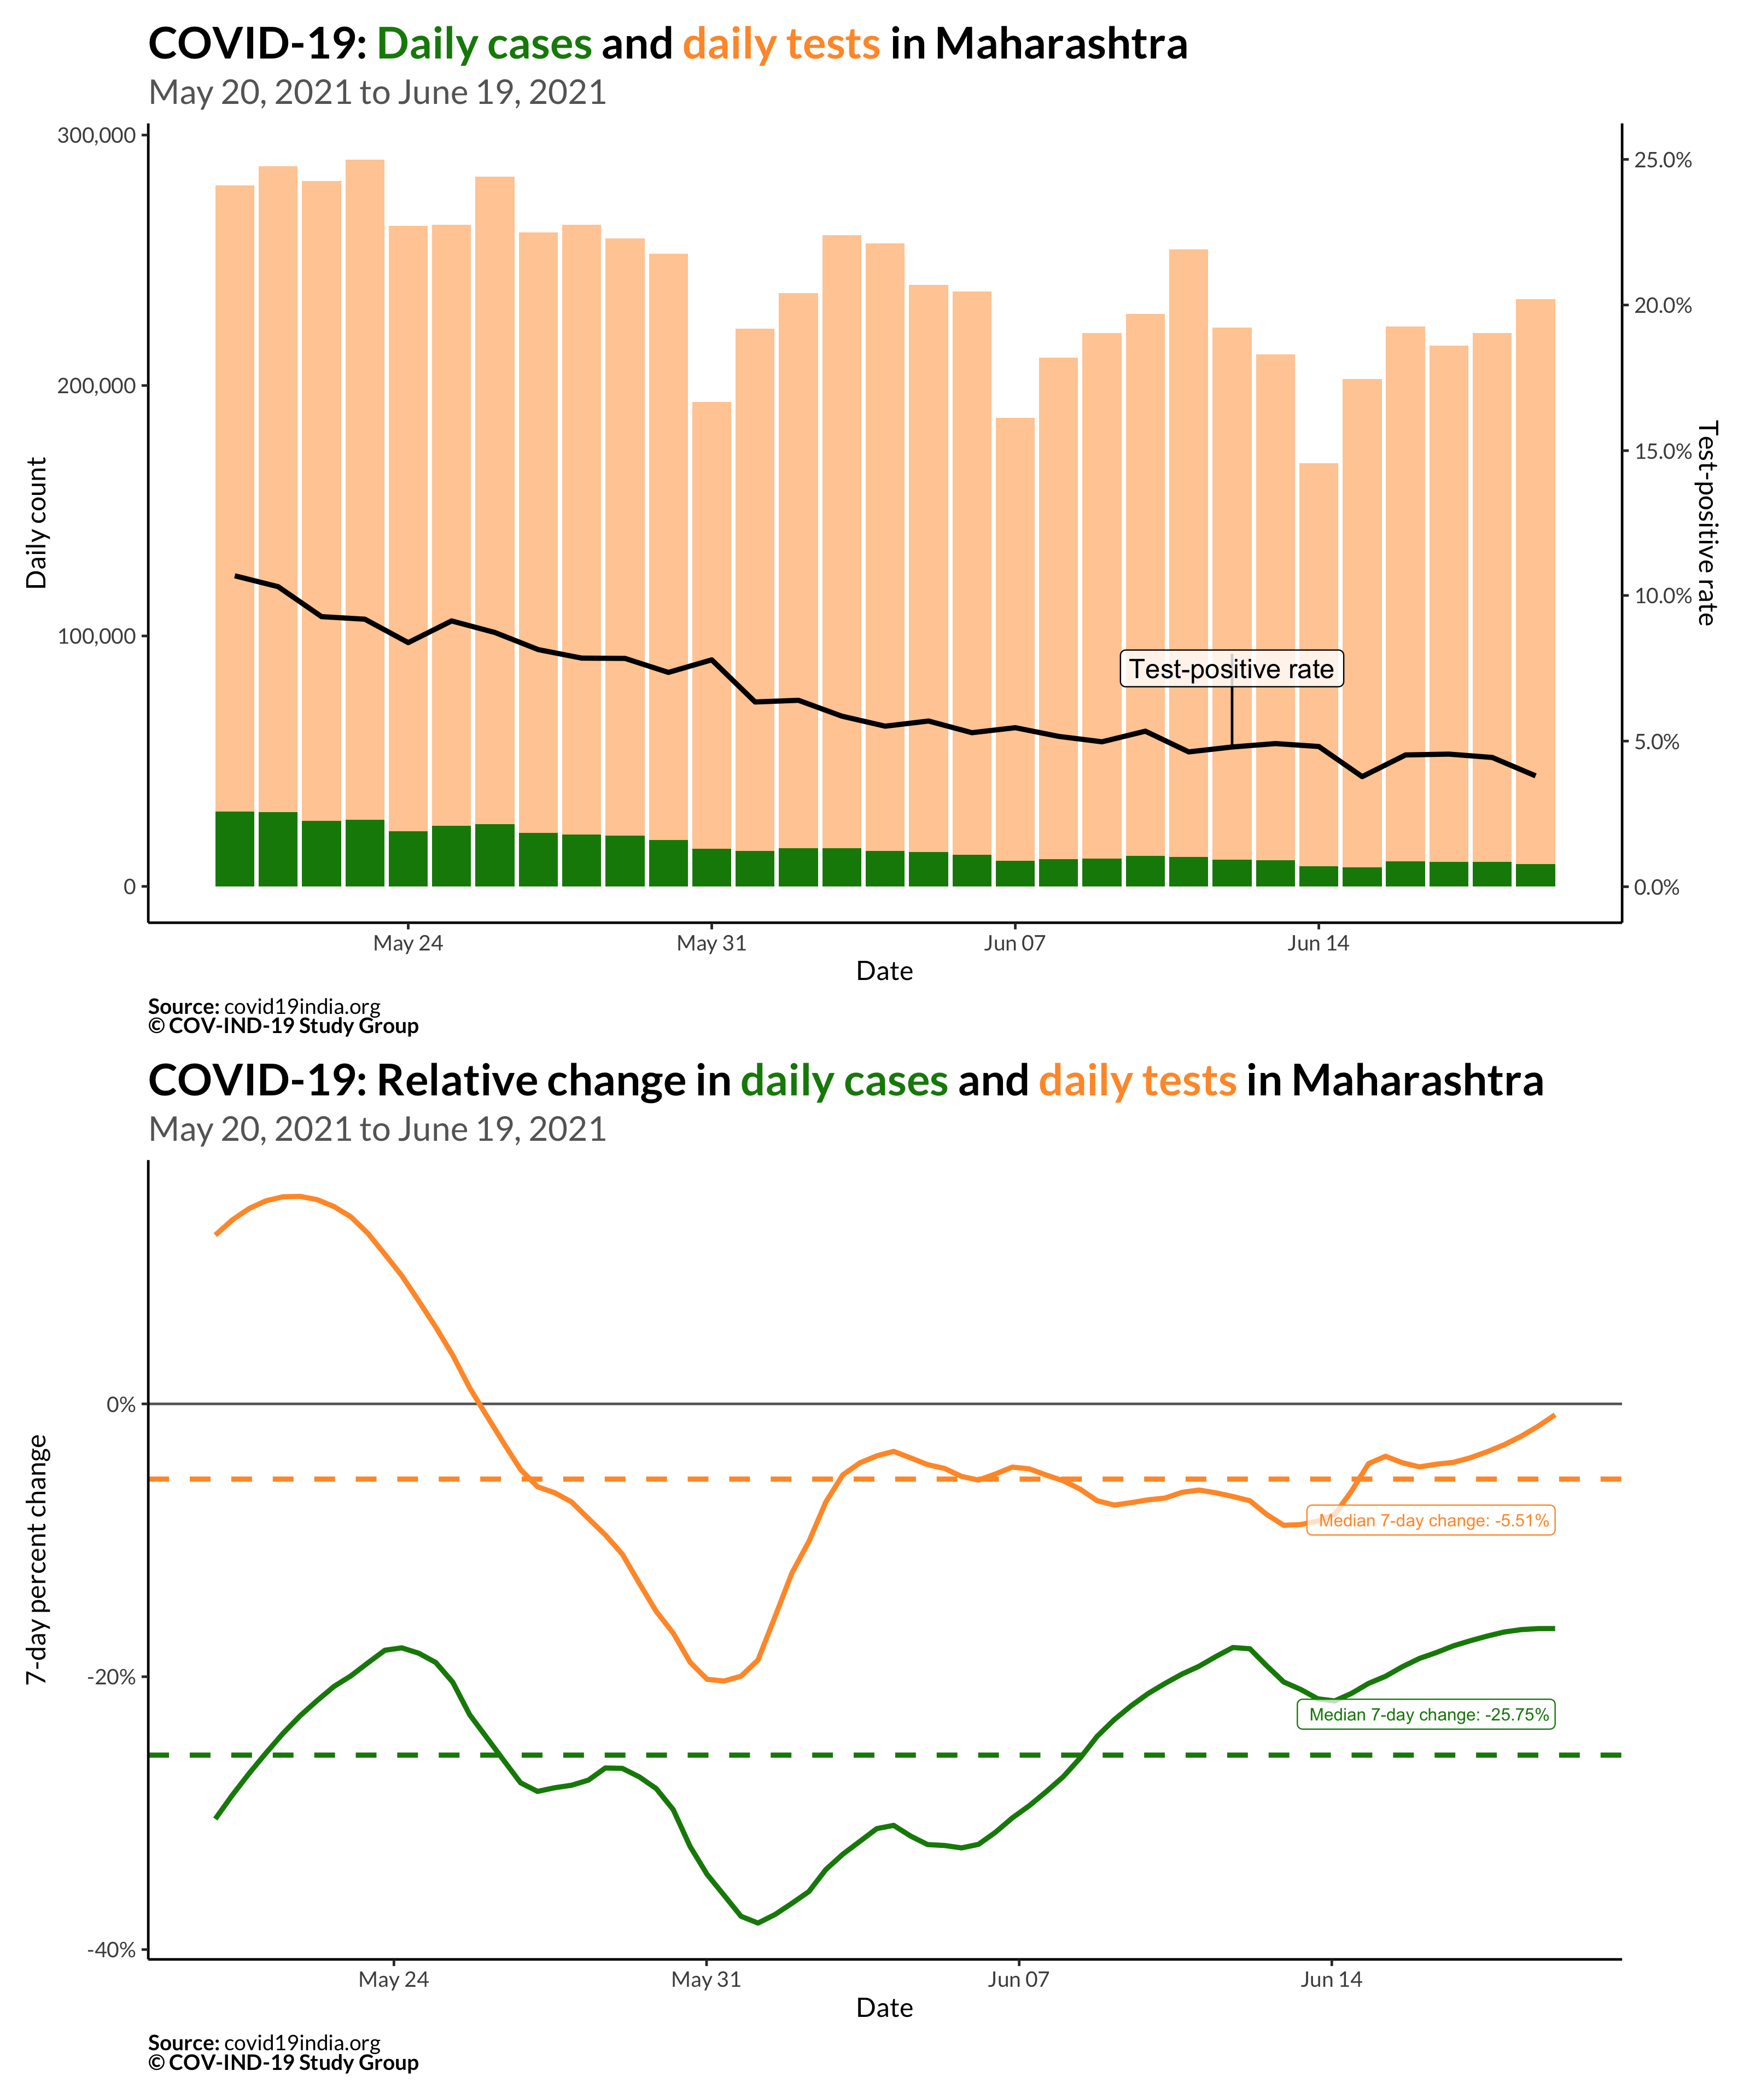 COVID-19: Daily cases and daily tests in Maharashtra
May 20, 2021 to June 19, 2021
300,000
200,000
100,000
0
Daily count
25.0%
20.0%
15.0%
10.0%
5.0%
0.0%
Test-positive rate
Test-positive rate
May 24
May 31
Jun 07
Jun 14
Date
Source: covid19india.org
© COV-IND-19 Study Group
COVID-19: Relative change in daily cases and daily tests in Maharashtra
May 20, 2021 to June 19, 2021
0%
-20%
-40%
7-day percent change
Median 7-day change: -5.51%
Median 7-day change: -25.75%
May 24
May 31
Jun 07
Jun 14
Date
Source: covid19india.org
© COV-IND-19 Study Group